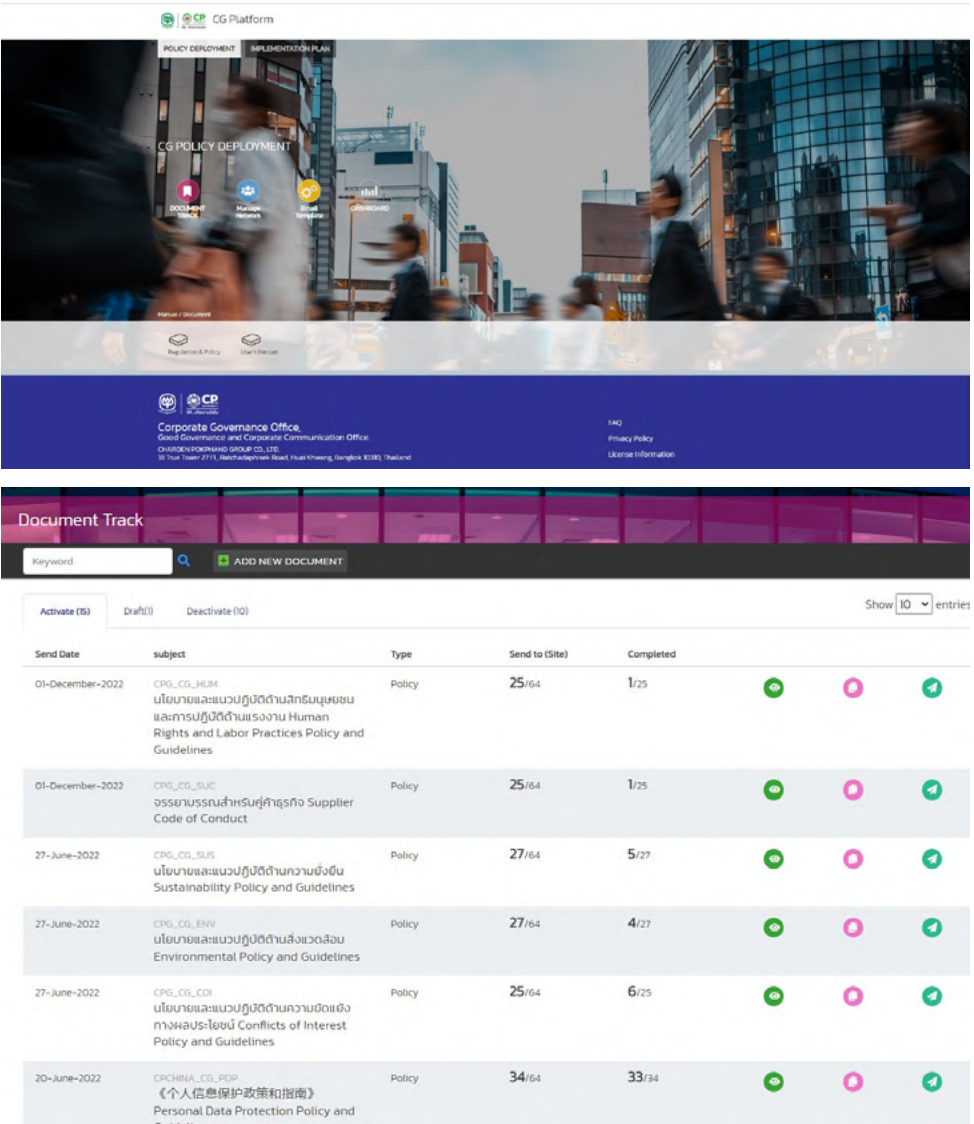 CP CG Platform
POLICY DEPLOYMENT IMPLEMENTATION PLAN
CG POLICY DEPLOYMENT
DOCUMENT TRACK
Manage Network
Email Template
DASHBOARD
Manual / Document
Regulation & Policy User's Manual
CP
Corporate Governance Office,
Good Governance and Corporate Communication Office.
CHAROEN POKPHAND GROUP CO., LTD.
18 True Tower 27 Fl, Ratchadaphisek Road, Huai Khwang, Bangkok 10310, Thailand
FAQ
Privacy Policy
License Information
Document Track
Keyword ADD NEW DOCUMENT
Activate (15) Draft(1) Deactivate (10) Show 10 entries
Send Date subject Type Send to (Site) Completed
01-December-2022 CPG_CG_HUM Policy 25/64 1/25
นโยบายและแนวปฏิบัติด้านสิทธิมนุษยชน
และการปฏิบัติด้านแรงงาน Human
Rights and Labor Practices Policy and
Guidelines
01-December-2022 CPG_CG_SUC Policy 25/64 1/25
จรรยาบรรณสำหรับคู่ค้าธุรกิจ Supplier
Code of Conduct
27-June-2022 CPG_CG_SUS Policy 27/64 5/27
นโยบายและแนวปฏิบัติด้านความยั่งยืน
Sustainability Policy and Guidelines
27-June-2022 CPG_CG_ENV Policy 27/64 4/27
นโยบายและแนวปฏิบัติด้านสิ่งแวดล้อม
Environmental Policy and Guidelines
27-June-2022 CPG_CG_COI Policy 25/64 6/25
นโยบายและแนวปฏิบัติด้านความขัดแย้ง
ทางผลประโยชน์ Conflicts of Interest
Policy and Guidelines
20-June-2022 CPCHINA_CG_PDP Policy 34/64 33/34
《个人信息保护政策和指南》
Personal Data Protection Policy and